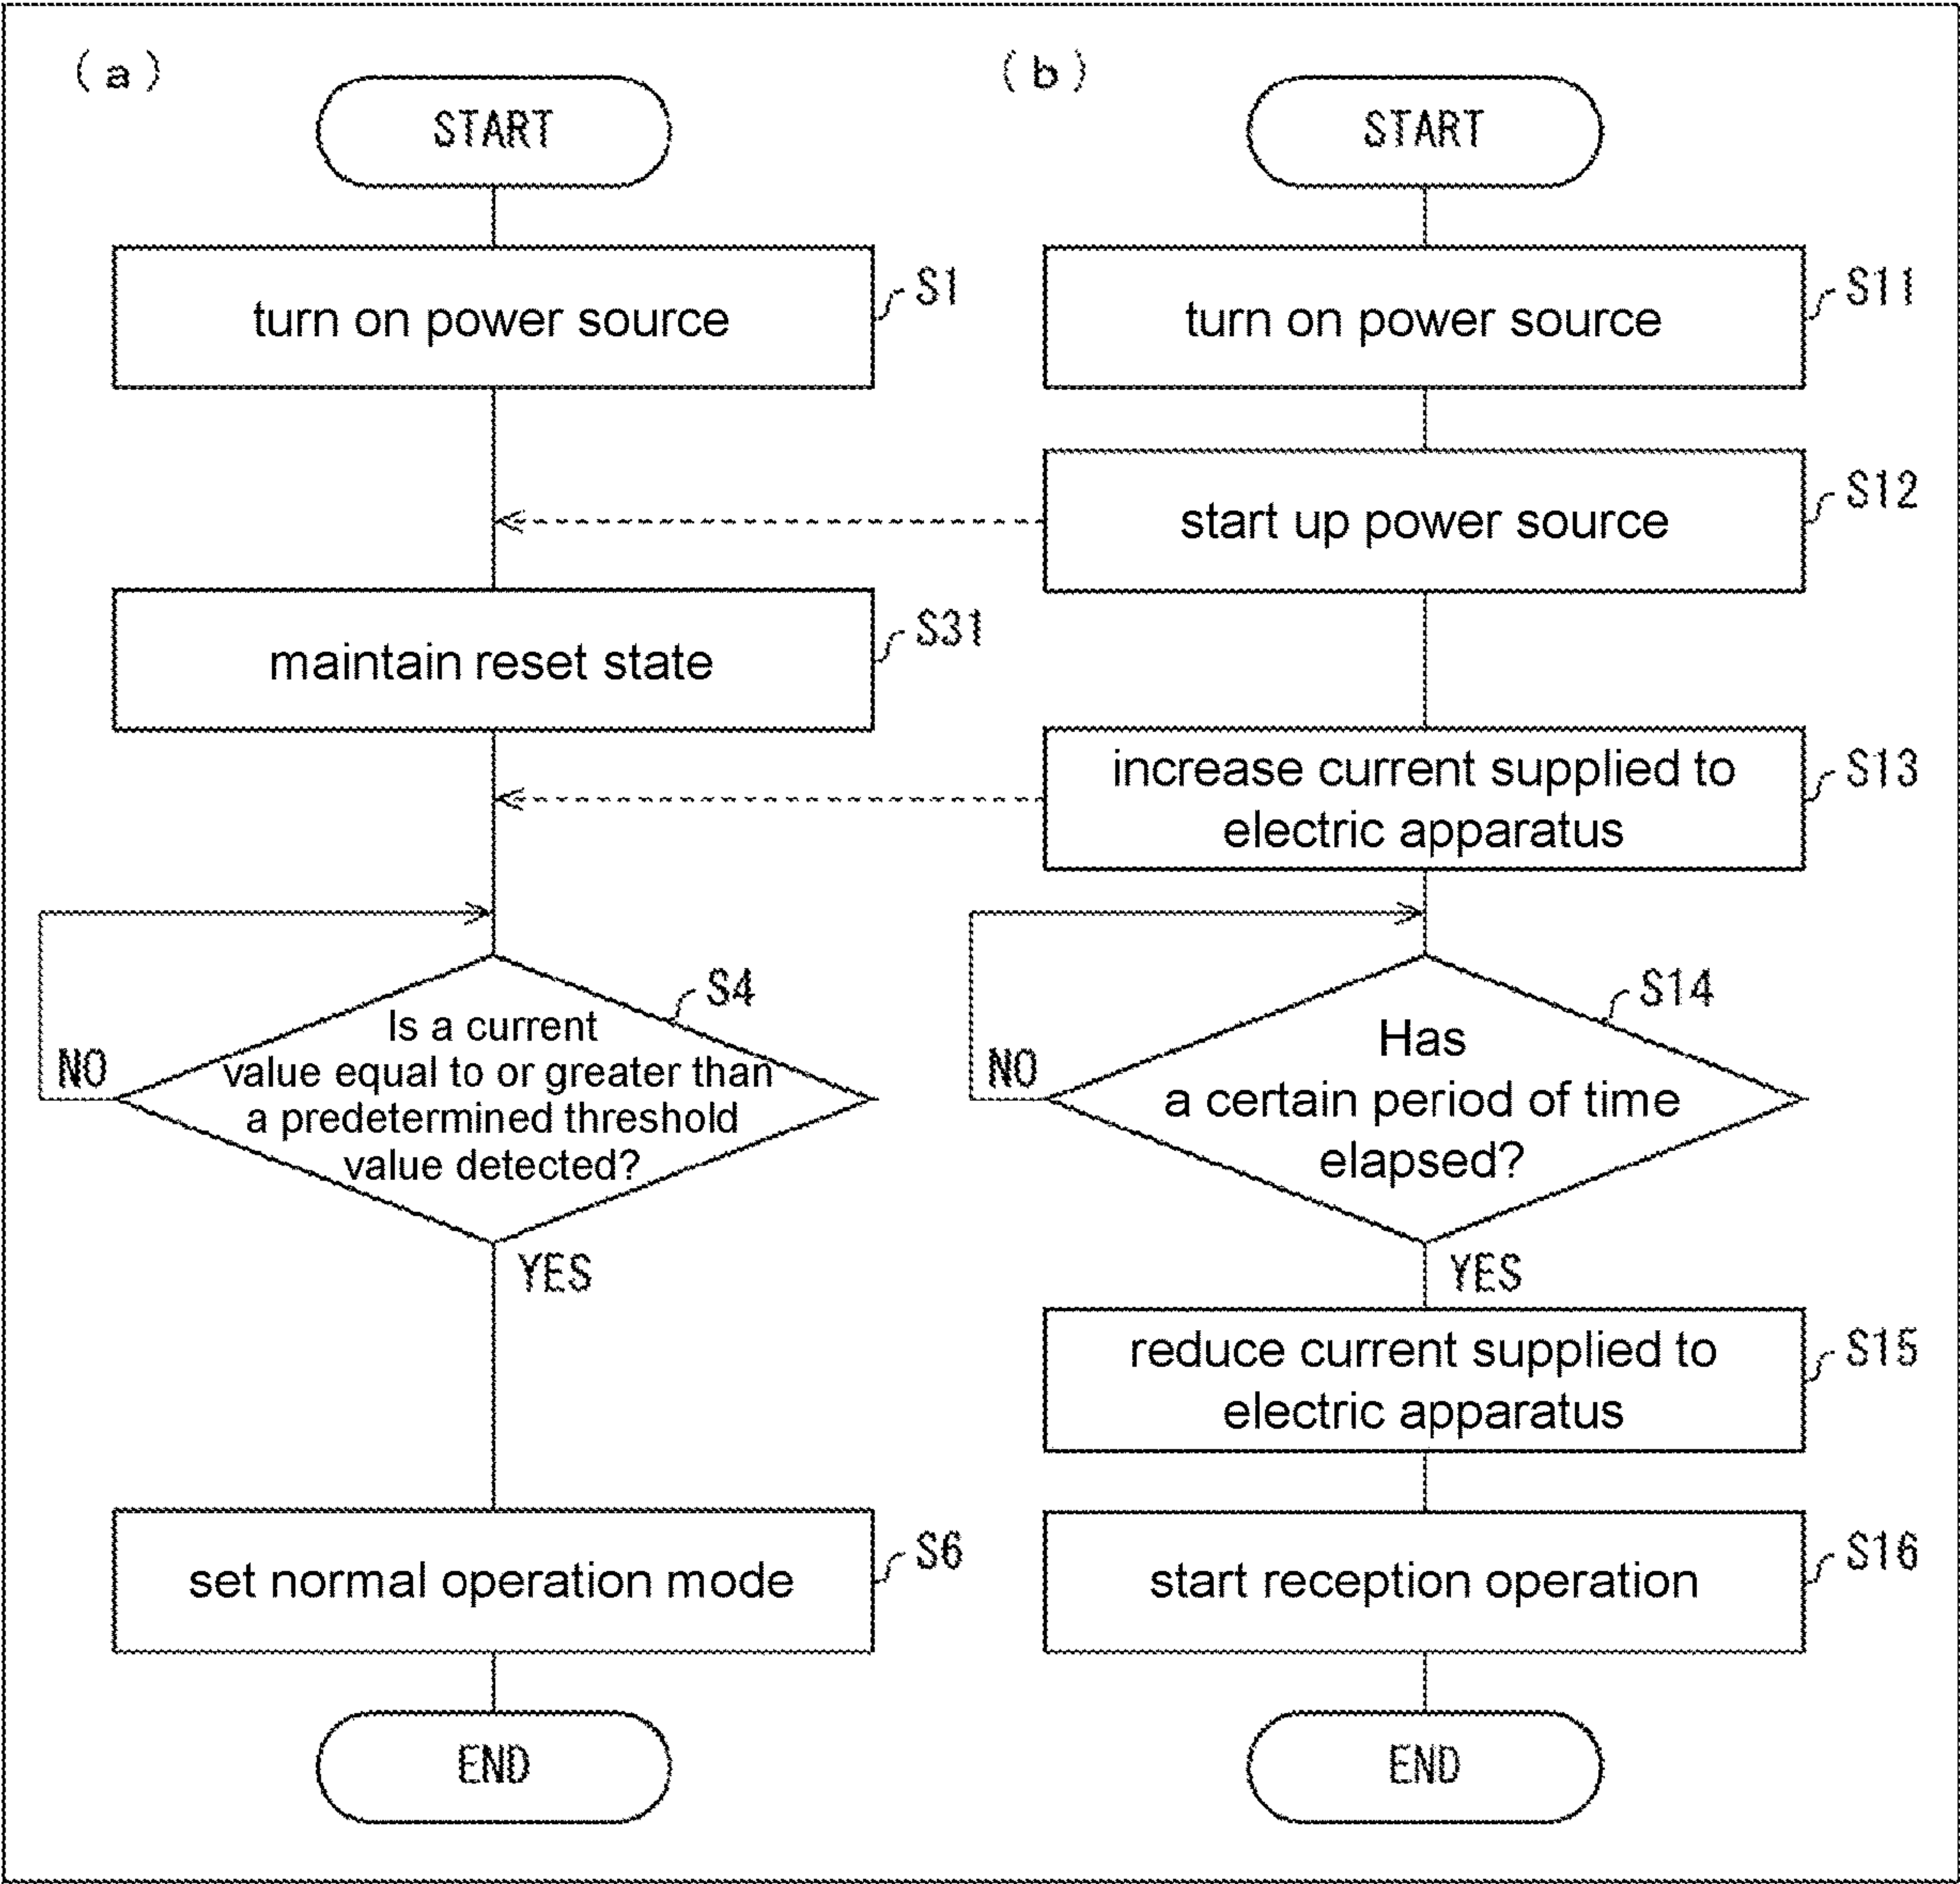 (a)
START
turn on power source
S1
maintain reset state
S31
S4
Is a current
value equal to or greater than
a predetermined threshold
value detected?
NO
YES
set normal operation mode
S6
END
(b)
START
turn on power source
S11
start up power source
S12
increase current supplied to
electric apparatus
S13
S14
Has
a certain period of time
elapsed?
NO
YES
reduce current supplied to
electric apparatus
S15
start reception operation
S16
END